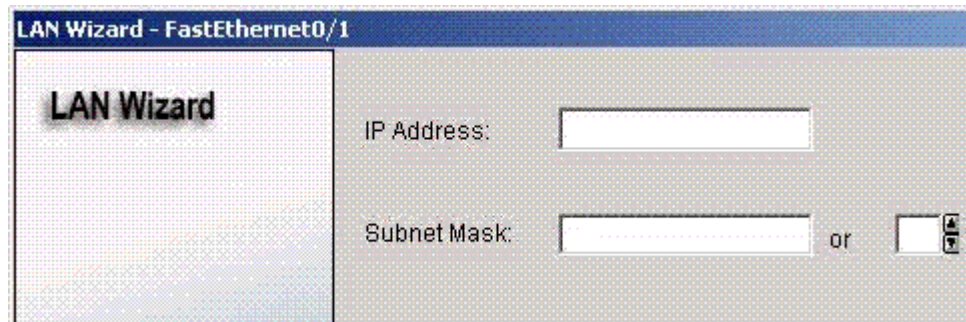 LAN Wizard - FastEthernet0/1
LAN Wizard
IP Address:
Subnet Mask:
or